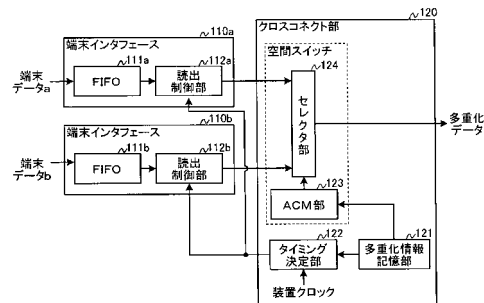 110a
端末インタフェース
111a
112a
FIFO
読出
制御部
端末
データa
110b
端末インタフェース
111b
112b
FIFO
読出
制御部
端末
データb
120
クロスコネクト部
空間スイッチ
124
セレクタ部
多重化
データ
123
ACM部
122
タイミング
決定部
121
多重化情報
記憶部
装置クロック